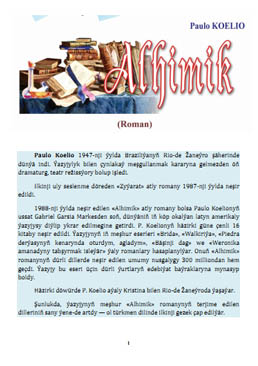 Paulo KOELIO
Alhimik
(Roman)
Paulo Koelio 1947-nji ýylda Braziliýanyň Rio-de Žaneýro şäherinde
dünýä indi. Ýazyjylyk bilen çynlakaý meşgullanmak kararyna gelmezden öň
dramaturg, teatr režissýory bolup işledi.
Ilkinji uly seslenme döreden «Zyýarat» atly romany 1987-nji ýylda neşir
edildi.
1988-nji ýylda neşir edilen «Alhimik» atly romany bolsa Paulo Koelionyň
ussat Gabriel Garsia Markesden soň, dünýäniň iň köp okalýan latyn amerikaly
ýazyjysy diýlip ykrar edilmegine getirdi. P. Koelionyň häzirki güne çenli 16
kitaby neşir edildi. Ýazyjynyň iň meşhur eserleri «Brida», «Walkiriýa», «Piedra
derýasynyň kenarynda oturdym, agladym», «Bäşinji dag» we «Weronika
amanadyny tabşyrmak isleýär» ýaly romanlary hasaplanylýar. Onuň «Alhimik»
romanynyň dürli dillerde neşir edilen umumy nusgalygy 300 milliondan hem
geçdi. Ýazyjy bu eseri üçin dürli ýurtlaryň edebiýat baýraklaryna mynasyp
boldy.
Häzirki döwürde P. Koelio aýaly Kristina bilen Rio-de Žaneýroda ýaşaýar.
Şunlukda, ýazyjynyň meşhur «Alhimik» romanynyň terjime edilen
dilleriniň sany ýene-de artdy — ol türkmen dilinde ilkinji gezek çap edilýär.
1